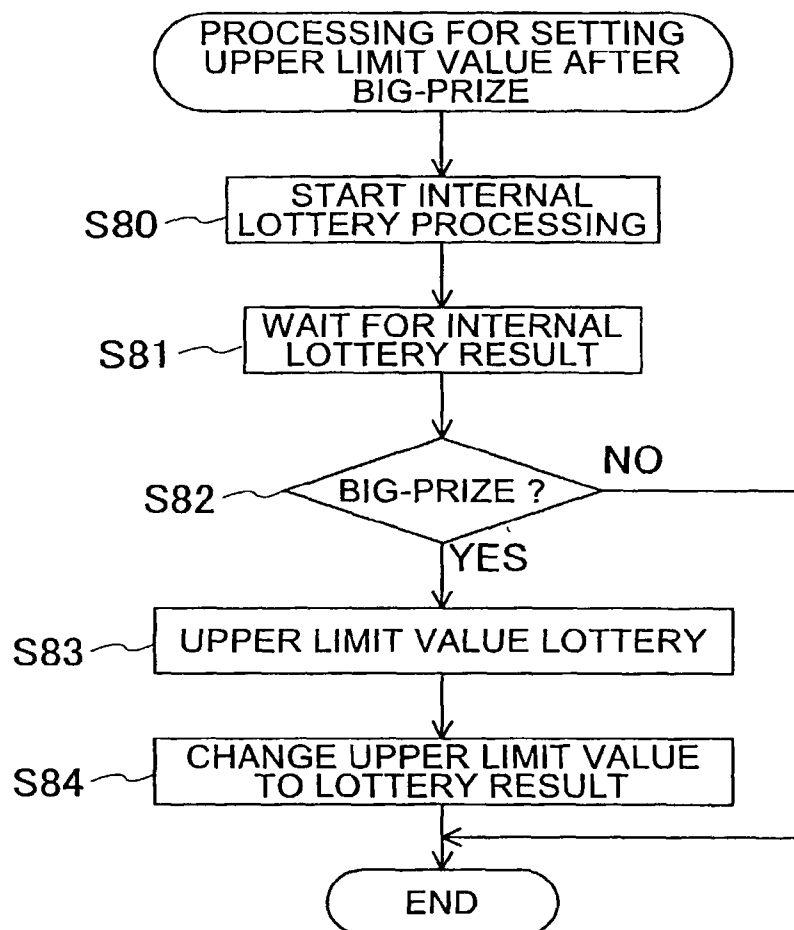 PROCESSING FOR SETTING
UPPER LIMIT VALUE AFTER
BIG-PRIZE
START INTERNAL
LOTTERY PROCESSING
S80
WAIT FOR INTERNAL
LOTTERY RESULT
S81
NO
BIG-PRIZE ?
S82
YES
UPPER LIMIT VALUE LOTTERY
S83
CHANGE UPPER LIMIT VALUE
TO LOTTERY RESULT
S84
END